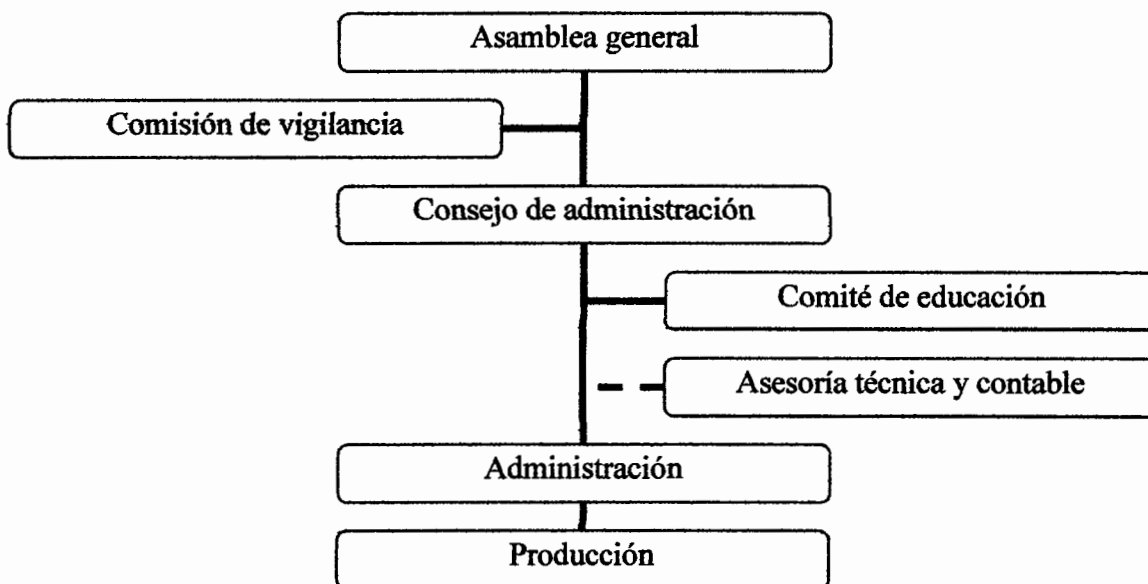 Asamblea general
Comisión de vigilancia
Consejo de administración
Comité de educación
Asesoría técnica y contable
Administración
Producción